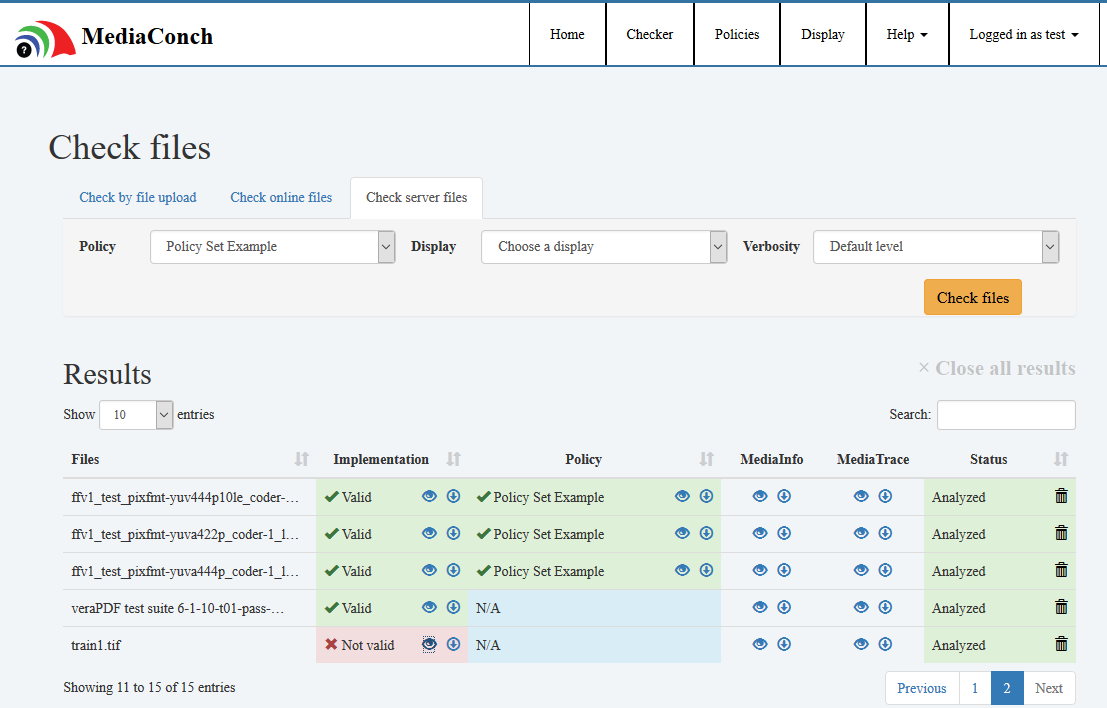 MediaConch Home Checker Policies Display Help Logged in as test
Check files
Check by file upload Check online files Check server files
Policy Policy Set Example Display Choose a display Verbosity Default level
Check files
Results × Close all results
Show 10 entries Search:
Files Implementation Policy MediaInfo MediaTrace Status
ffv1_test_pixfmt-yuv444p10le_coder-... Valid Policy Set Example Analyzed
ffv1_test_pixfmt-yuva422p_coder-1_l... Valid Policy Set Example Analyzed
ffv1_test_pixfmt-yuva444p_coder-1_l... Valid Policy Set Example Analyzed
veraPDF test suite 6-1-10-t01-pass-... Valid N/A Analyzed
train1.tif Not valid N/A Analyzed
Showing 11 to 15 of 15 entries Previous 1 2 Next